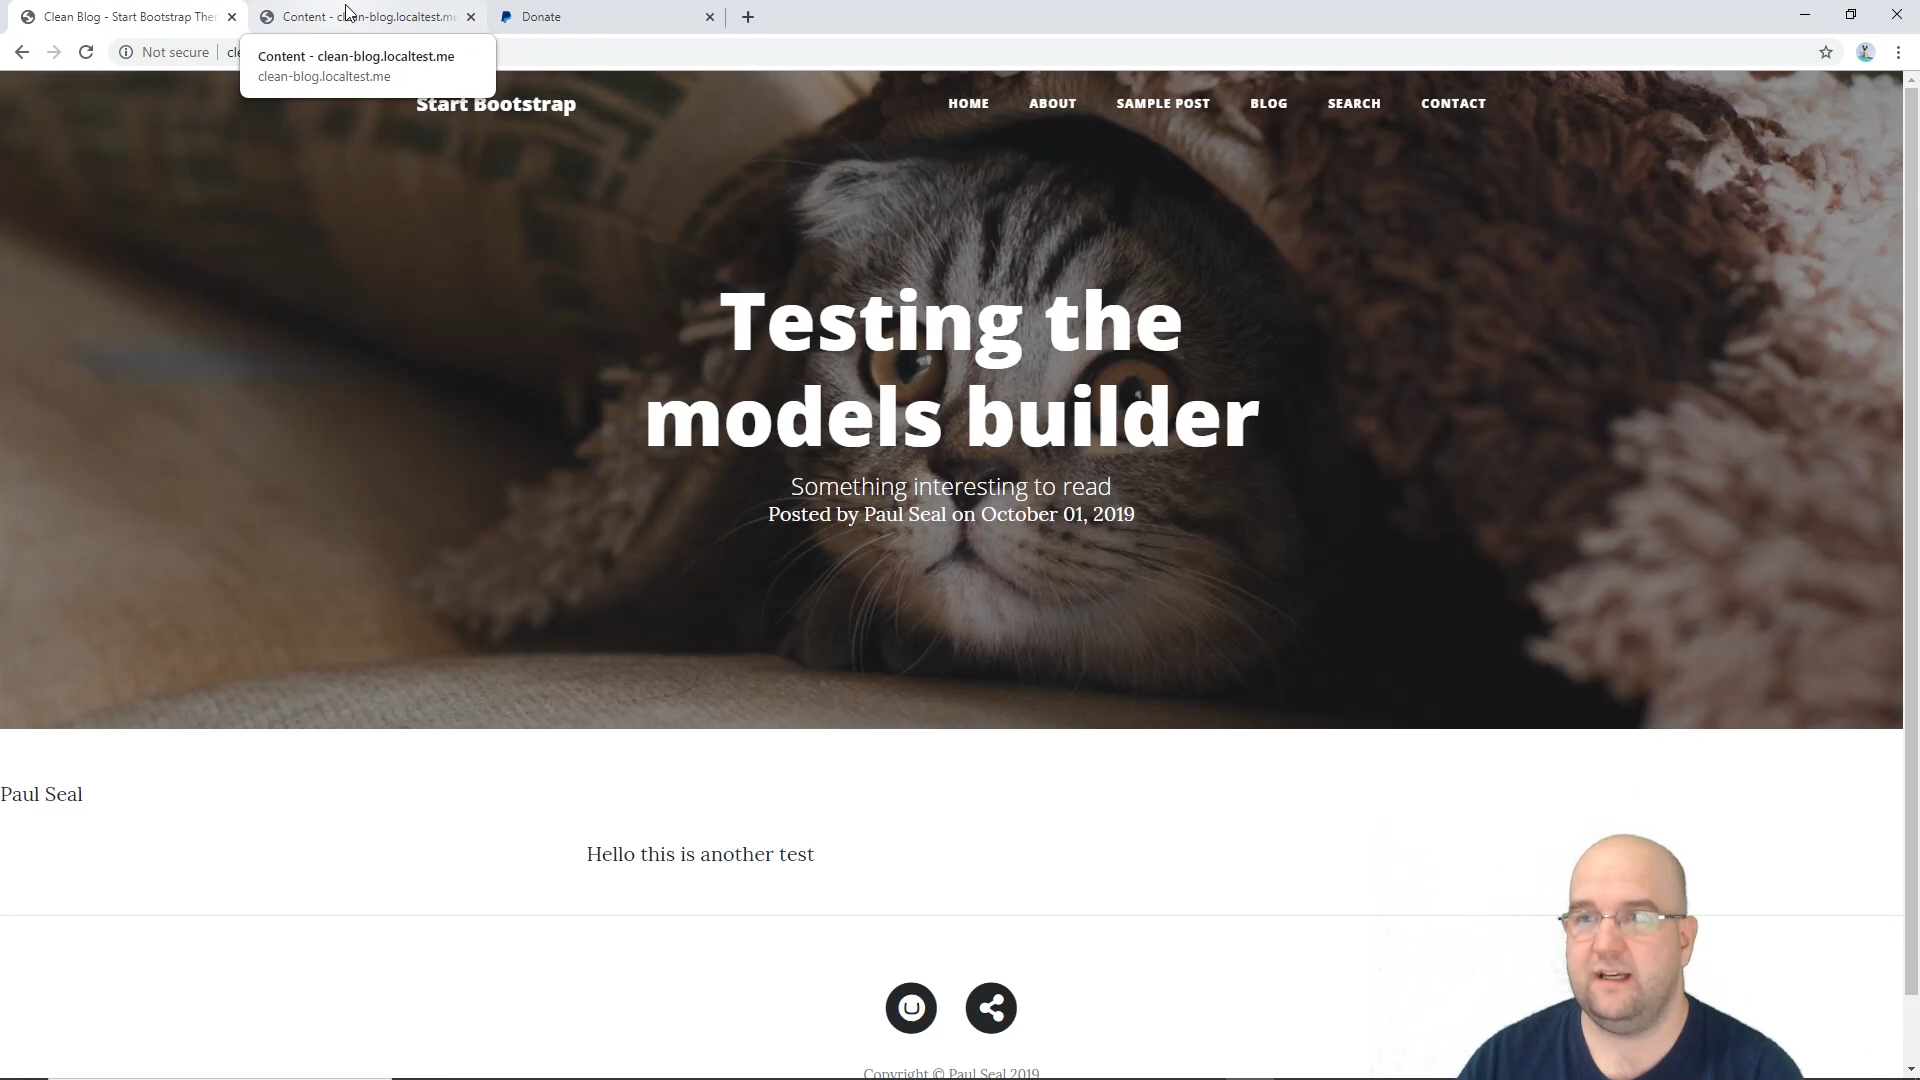 Clean Blog - Start Bootstrap Ther
Content - clean-blog.localtest.me
Donate
Not secure
cle
Content - clean-blog.localtest.me
clean-blog.localtest.me
Start Bootstrap
HOME
ABOUT
SAMPLE POST
BLOG
SEARCH
CONTACT
Testing the
models builder
Something interesting to read
Posted by Paul Seal on October 01, 2019
Paul Seal
Hello this is another test
Copyright © Paul Seal 2019